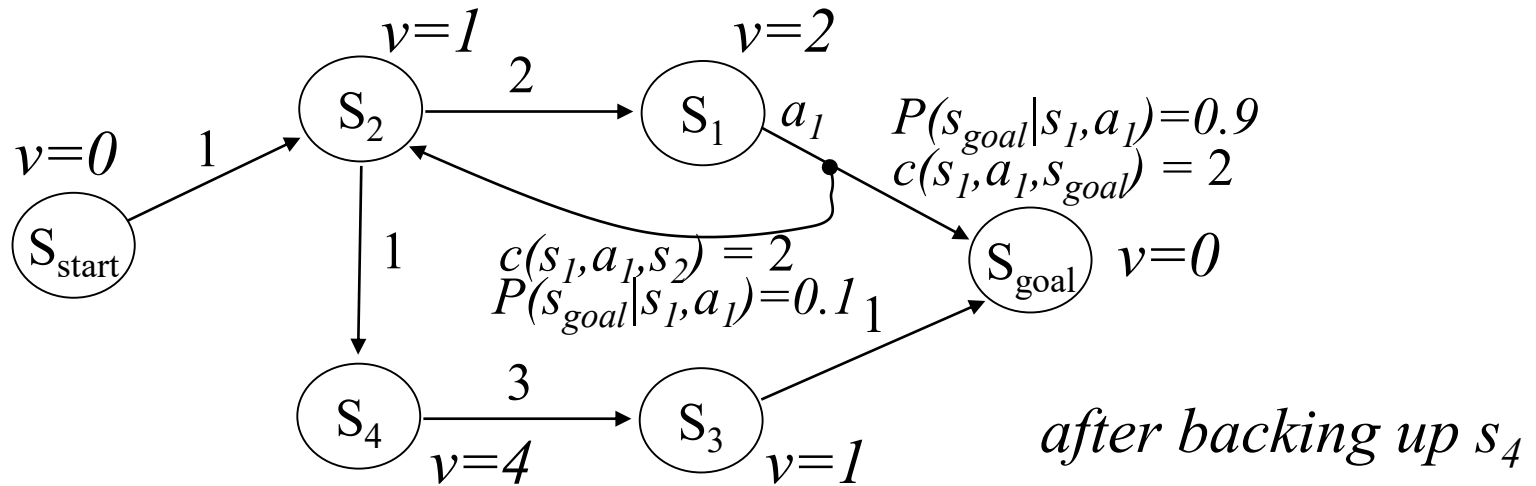 v=1
v=2
2
S2
S1
a1
P(sgoal|s1,a1)=0.9
c(s1,a1,sgoal) = 2
v=0
1
Sstart
1
c(s1,a1,s2) = 2
P(sgoal|s1,a1)=0.1
Sgoal
v=0
1
3
S4
S3
v=4
v=1
after backing up s4